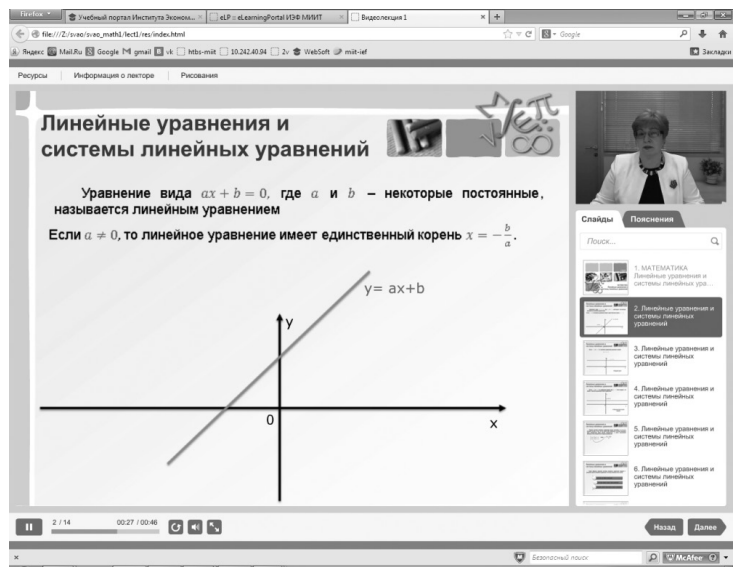 Firefox
Учебный портал Института Эконом...
eLP :: eLearningPortal ИЭФ МИИТ
Видеолекция 1
file:///Z:/svao/svao_math1/lect1/res/index.html
Google
Яндекс Mail.Ru Google gmail vk htbs-miit 10.242.40.94 2v WebSoft miit-ief
Закладки
Ресурсы Информация о лекторе Рисования
Линейные уравнения и
системы линейных уравнений
Уравнение вида ax + b = 0, где a и b – некоторые постоянные,
называется линейным уравнением
Если a ≠ 0, то линейное уравнение имеет единственный корень x = −b/a.
y= ax+b
y
0
x
Слайды Пояснения
Поиск...
1. МАТЕМАТИКА
Линейные уравнения и
системы линейных ура...
2. Линейные уравнения и
системы линейных
уравнений
3. Линейные уравнения и
системы линейных
уравнений
4. Линейные уравнения и
системы линейных
уравнений
5. Линейные уравнения и
системы линейных
уравнений
6. Линейные уравнения и
системы линейных
уравнений
2 / 14 00:27 / 00:46
Назад Далее
Безопасный поиск
McAfee